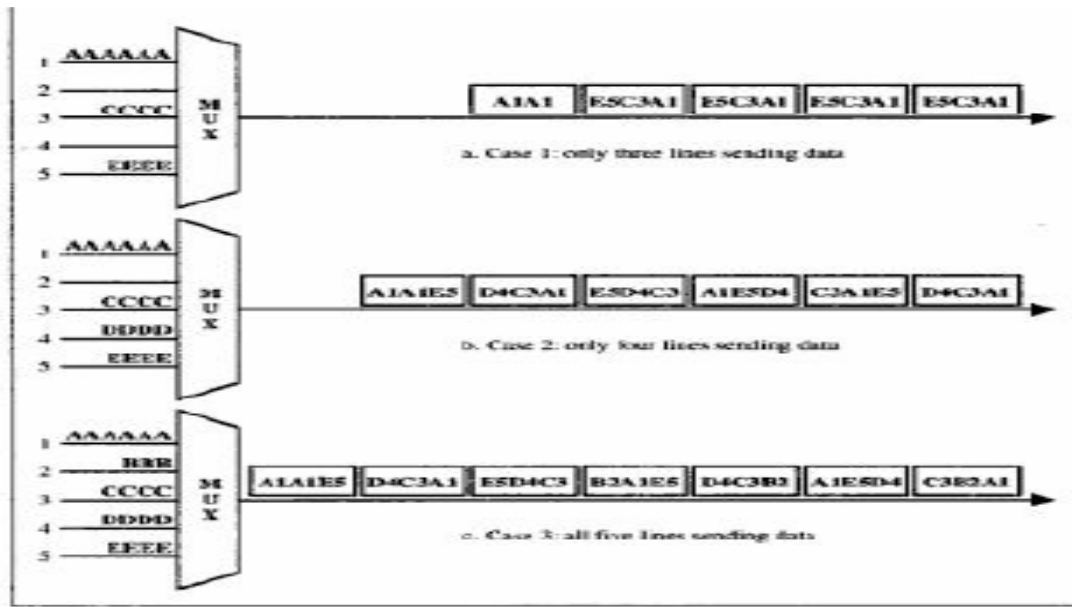 1 AAAAAA
2
3 CCCC
4
5 EEEE
MUX
A1A1 E5C3A1 E5C3A1 E5C3A1 E5C3A1
a. Case 1: only three lines sending data
1 AAAAAA
2
3 CCCC
4 DDDD
5 EEEE
MUX
A1A1E5 D4C3A1 E5D4C3 A1E5D4 C3A1E5 D4C3A1
b. Case 2: only four lines sending data
1 AAAAAA
2 BBB
3 CCCC
4 DDDD
5 EEEE
MUX
A1A1E5 D4C3A1 E5D4C3 B2A1E5 D4C3B2 A1E5D4 C3B2A1
c. Case 3: all five lines sending data